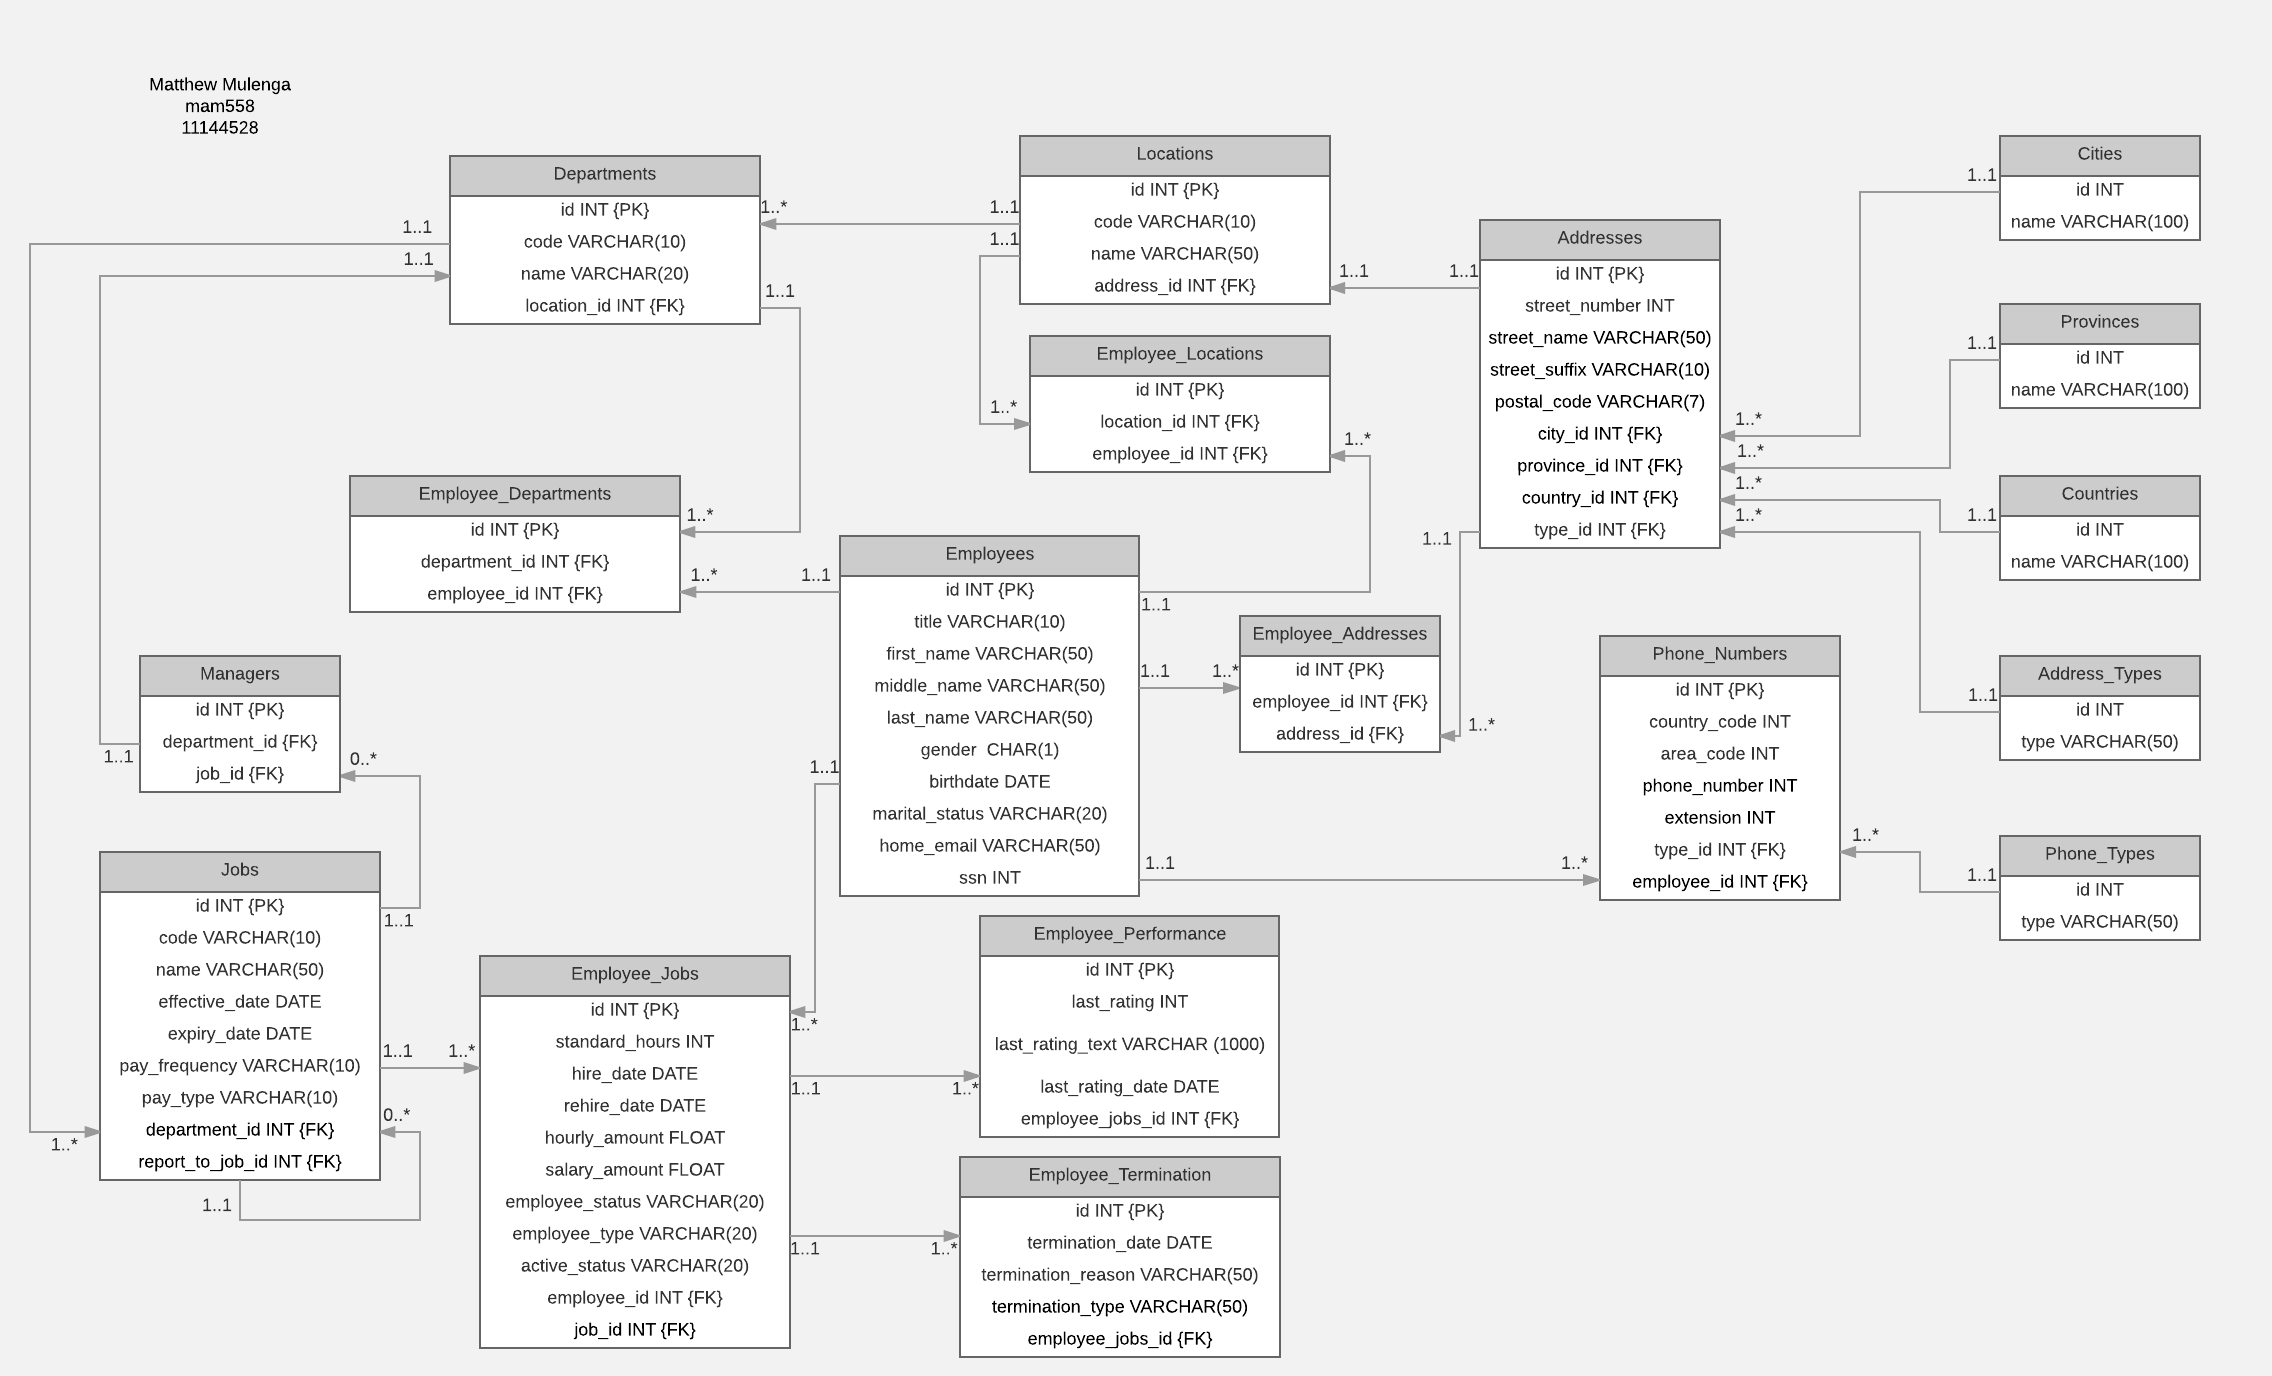 Matthew Mulenga
mam558
11144528
Departments
id INT {PK}
code VARCHAR(10)
name VARCHAR(20)
location_id INT {FK}
1..1
1..1
1..*
1..1
Locations
id INT {PK}
code VARCHAR(10)
name VARCHAR(50)
address_id INT {FK}
1..1
1..1
1..1
Employee_Locations
id INT {PK}
location_id INT {FK}
employee_id INT {FK}
1..*
1..*
Addresses
id INT {PK}
street_number INT
street_name VARCHAR(50)
street_suffix VARCHAR(10)
postal_code VARCHAR(7)
city_id INT {FK}
province_id INT {FK}
country_id INT {FK}
type_id INT {FK}
1..1
1..1
1..*
1..*
1..*
1..*
Cities
id INT
name VARCHAR(100)
1..1
Provinces
id INT
name VARCHAR(100)
1..1
Countries
id INT
name VARCHAR(100)
1..1
Address_Types
id INT
type VARCHAR(50)
1..1
Phone_Types
id INT
type VARCHAR(50)
1..1
Employee_Departments
id INT {PK}
department_id INT {FK}
employee_id INT {FK}
1..*
1..*
Employees
id INT {PK}
title VARCHAR(10)
first_name VARCHAR(50)
middle_name VARCHAR(50)
last_name VARCHAR(50)
gender  CHAR(1)
birthdate DATE
marital_status VARCHAR(20)
home_email VARCHAR(50)
ssn INT
1..1
1..1
1..1
1..1
1..1
Employee_Addresses
id INT {PK}
employee_id INT {FK}
address_id {FK}
1..*
1..*
Phone_Numbers
id INT {PK}
country_code INT
area_code INT
phone_number INT
extension INT
type_id INT {FK}
employee_id INT {FK}
1..*
1..*
Managers
id INT {PK}
department_id {FK}
job_id {FK}
1..1
0..*
Jobs
id INT {PK}
code VARCHAR(10)
name VARCHAR(50)
effective_date DATE
expiry_date DATE
pay_frequency VARCHAR(10)
pay_type VARCHAR(10)
department_id INT {FK}
report_to_job_id INT {FK}
1..1
1..1
0..*
1..*
1..1
Employee_Jobs
id INT {PK}
standard_hours INT
hire_date DATE
rehire_date DATE
hourly_amount FLOAT
salary_amount FLOAT
employee_status VARCHAR(20)
employee_type VARCHAR(20)
active_status VARCHAR(20)
employee_id INT {FK}
job_id INT {FK}
1..*
1..*
1..1
1..1
Employee_Performance
id INT {PK}
last_rating INT
last_rating_text VARCHAR (1000)
last_rating_date DATE
employee_jobs_id INT {FK}
1..*
Employee_Termination
id INT {PK}
termination_date DATE
termination_reason VARCHAR(50)
termination_type VARCHAR(50)
employee_jobs_id {FK}
1..*